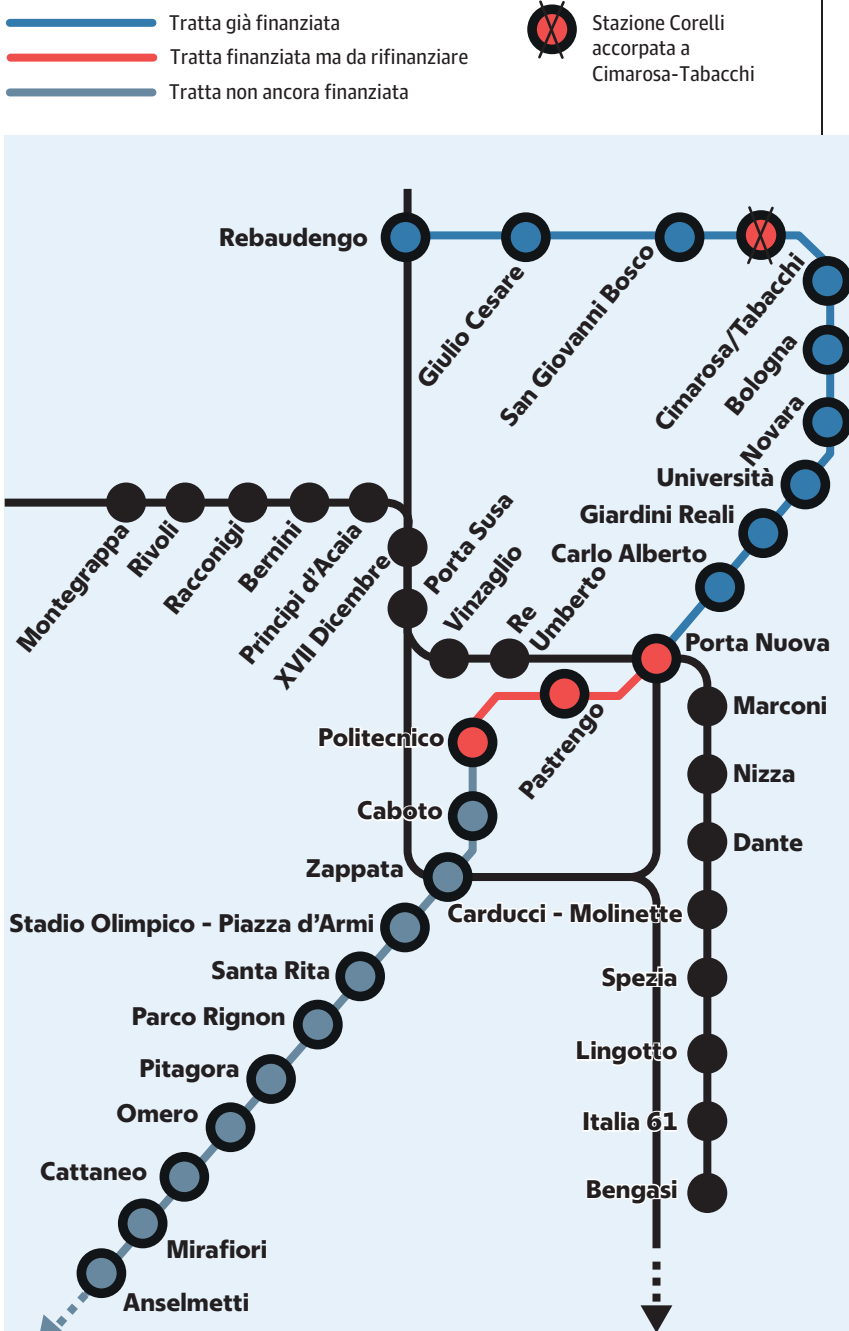 Tratta già finanziata
Tratta finanziata ma da rifinanziare
Tratta non ancora finanziata
Stazione Corelli
accorpata a
Cimarosa-Tabacchi
Rebaudengo
Giulio Cesare
San Giovanni Bosco
Cimarosa/Tabacchi
Bologna
Novara
Università
Giardini Reali
Carlo Alberto
Porta Nuova
Montegrappa
Rivoli
Racconigi
Bernini
Principi d'Acaia
XVII Dicembre
Porta Susa
Vinzaglio
Re
Umberto
Marconi
Nizza
Dante
Carducci - Molinette
Spezia
Lingotto
Italia 61
Bengasi
Pastrengo
Politecnico
Caboto
Zappata
Stadio Olimpico - Piazza d'Armi
Santa Rita
Parco Rignon
Pitagora
Omero
Cattaneo
Mirafiori
Anselmetti